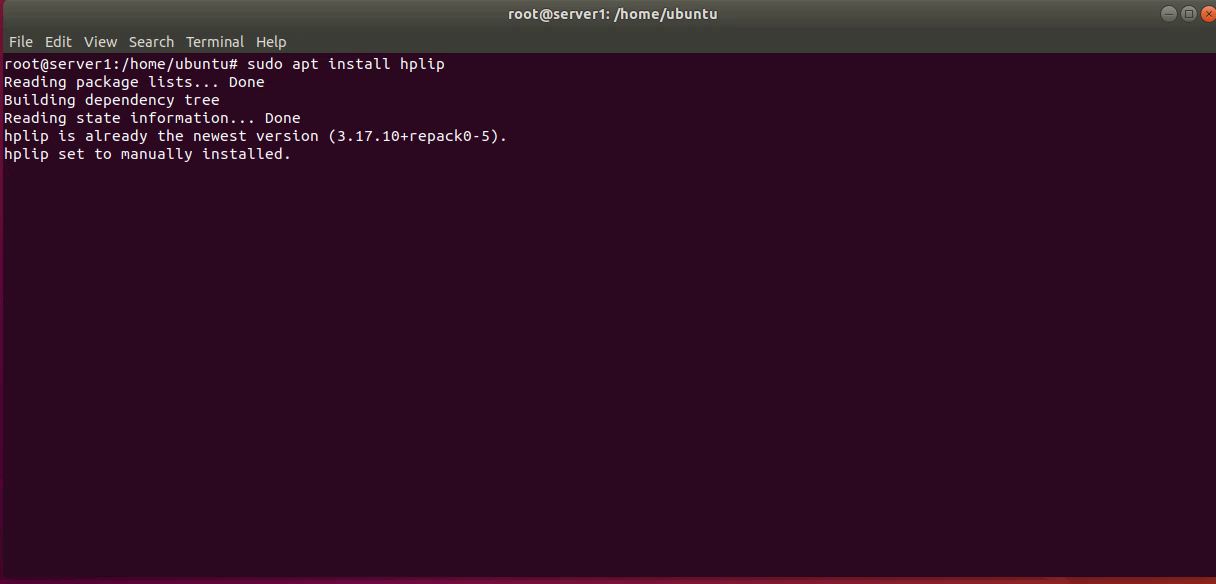 root@server1: /home/ubuntu
File Edit View Search Terminal Help
root@server1:/home/ubuntu# sudo apt install hplip
Reading package lists... Done
Building dependency tree
Reading state information... Done
hplip is already the newest version (3.17.10+repack0-5).
hplip set to manually installed.